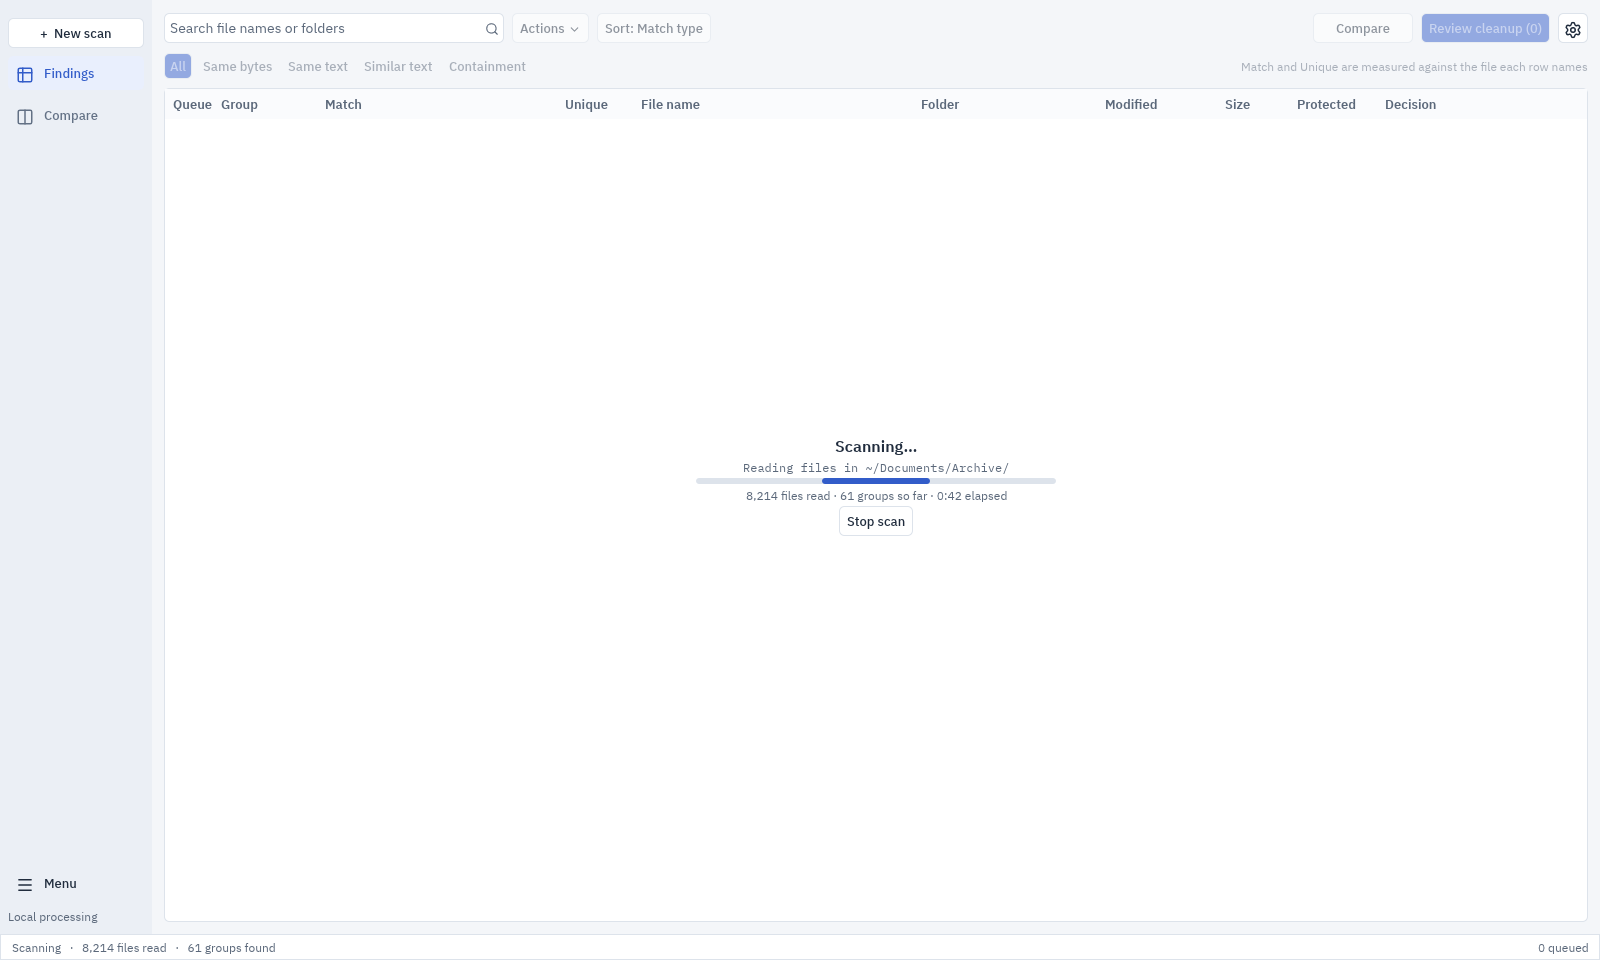 + New scan
Findings
Compare
Menu
Local processing
Search file names or folders
Actions
Sort: Match type
Compare
Review cleanup (0)
All
Same bytes
Same text
Similar text
Containment
Match and Unique are measured against the file each row names
Queue Group Match Unique File name Folder Modified Size Protected Decision
Scanning…
Reading files in ~/Documents/Archive/
8,214 files read · 61 groups so far · 0:42 elapsed
Stop scan
Scanning · 8,214 files read · 61 groups found
0 queued